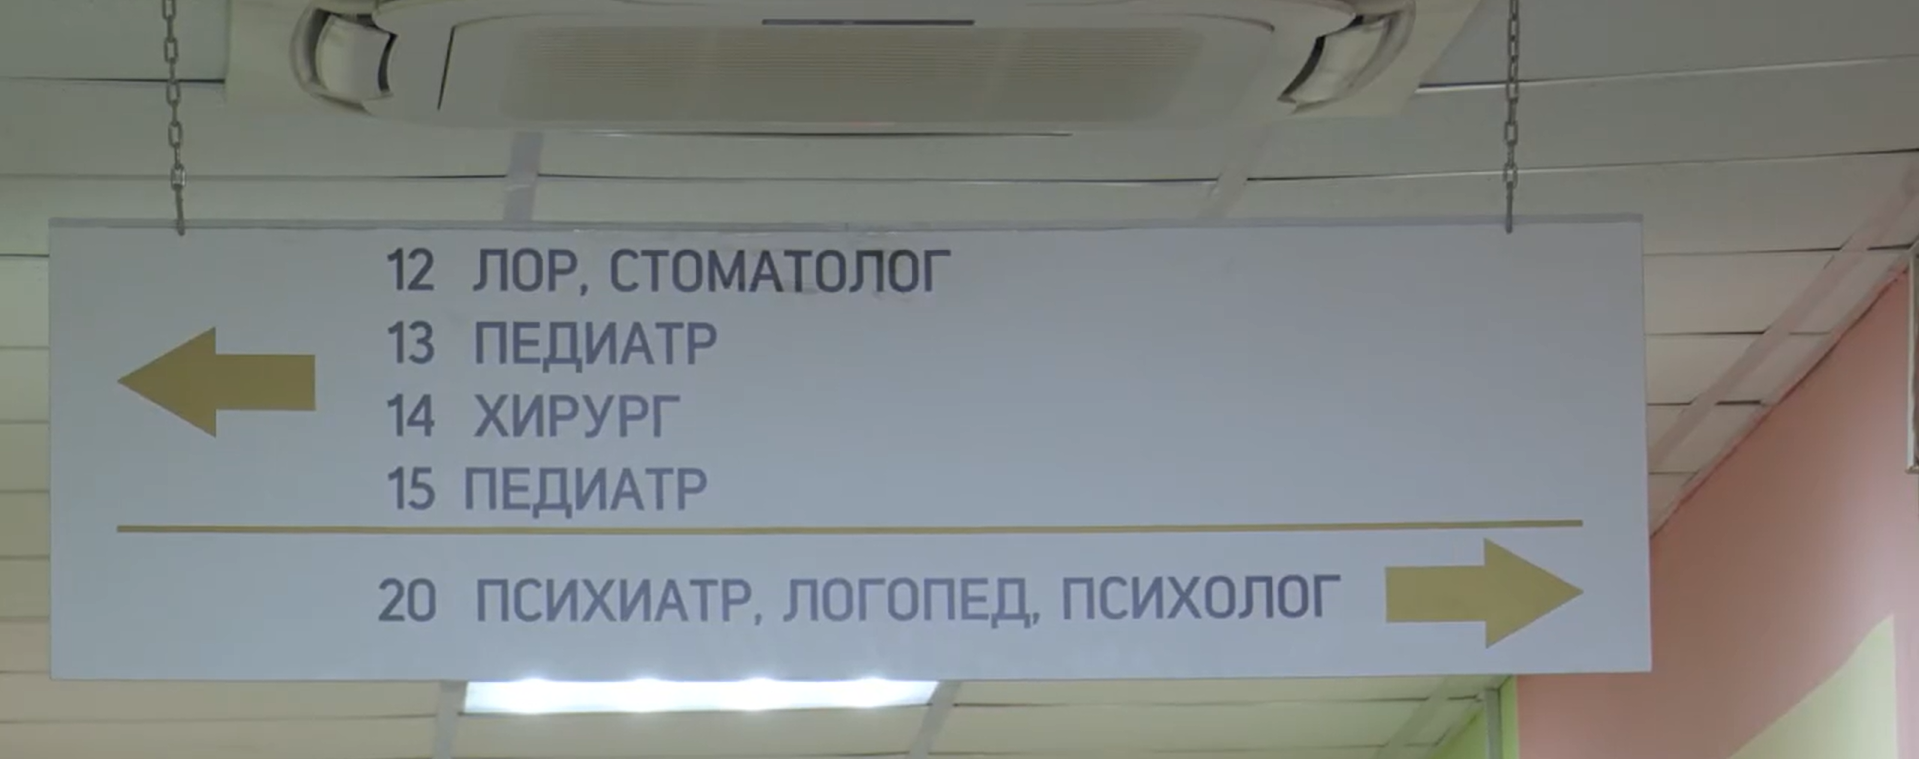 12 ЛОР, СТОМАТОЛОГ
13 ПЕДИАТР
14 ХИРУРГ
15 ПЕДИАТР
20 ПСИХИАТР, ЛОГОПЕД, ПСИХОЛОГ